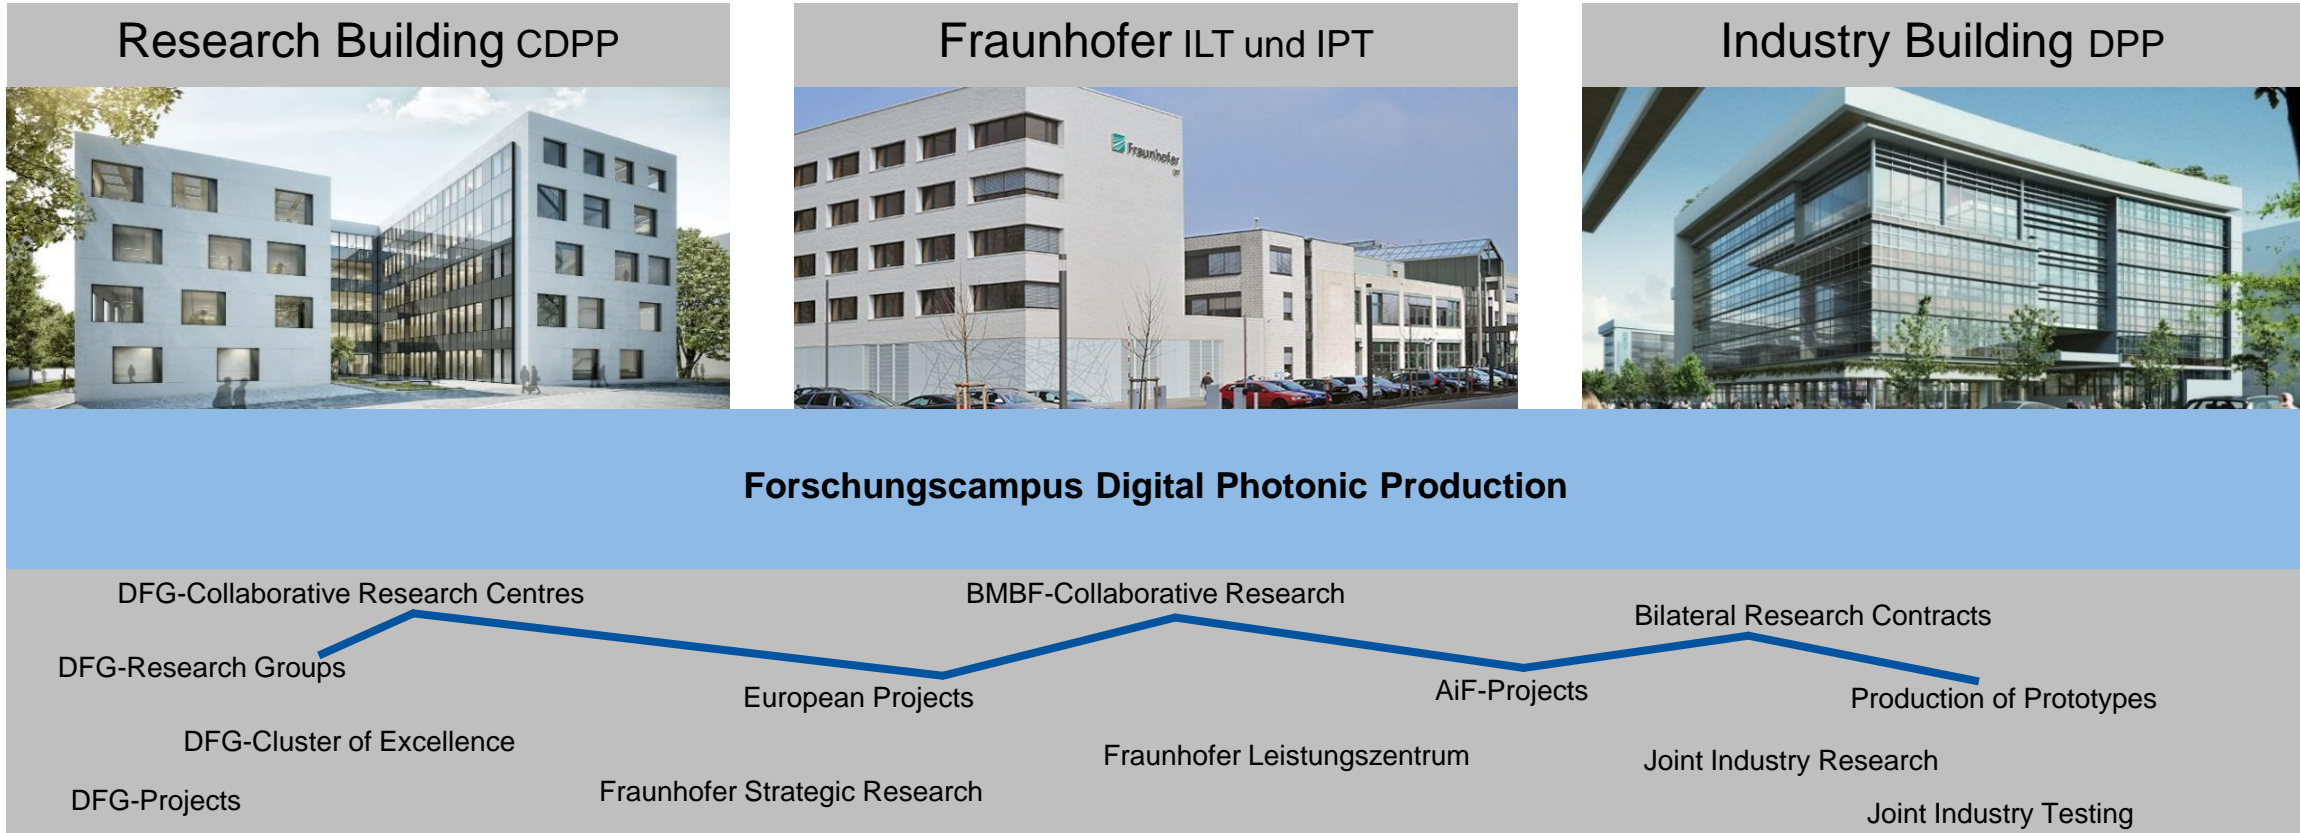 Research Building CDPP
Fraunhofer ILT und IPT
Industry Building DPP
Fraunhofer
Forschungscampus Digital Photonic Production
DFG-Collaborative Research Centres
BMBF-Collaborative Research
Bilateral Research Contracts
DFG-Research Groups
European Projects
AiF-Projects
Production of Prototypes
DFG-Cluster of Excellence
Fraunhofer Leistungszentrum
Joint Industry Research
DFG-Projects
Fraunhofer Strategic Research
Joint Industry Testing